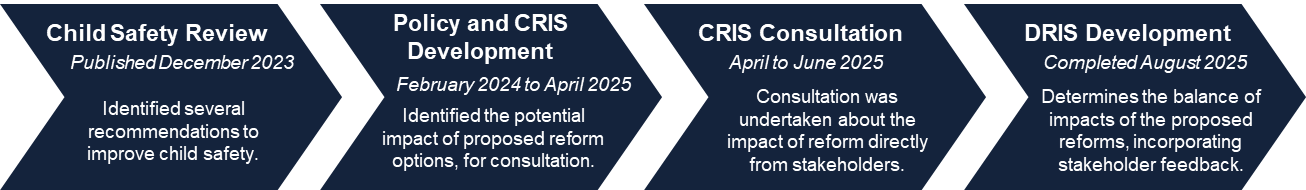 Child Safety Review
Published December 2023
Identified several
recommendations to
improve child safety.
Policy and CRIS
Development
February 2024 to April 2025
Identified the potential
impact of proposed reform
options, for consultation.
CRIS Consultation
April to June 2025
Consultation was
undertaken about the
impact of reform directly
from stakeholders.
DRIS Development
Completed August 2025
Determines the balance of
impacts of the proposed
reforms, incorporating
stakeholder feedback.